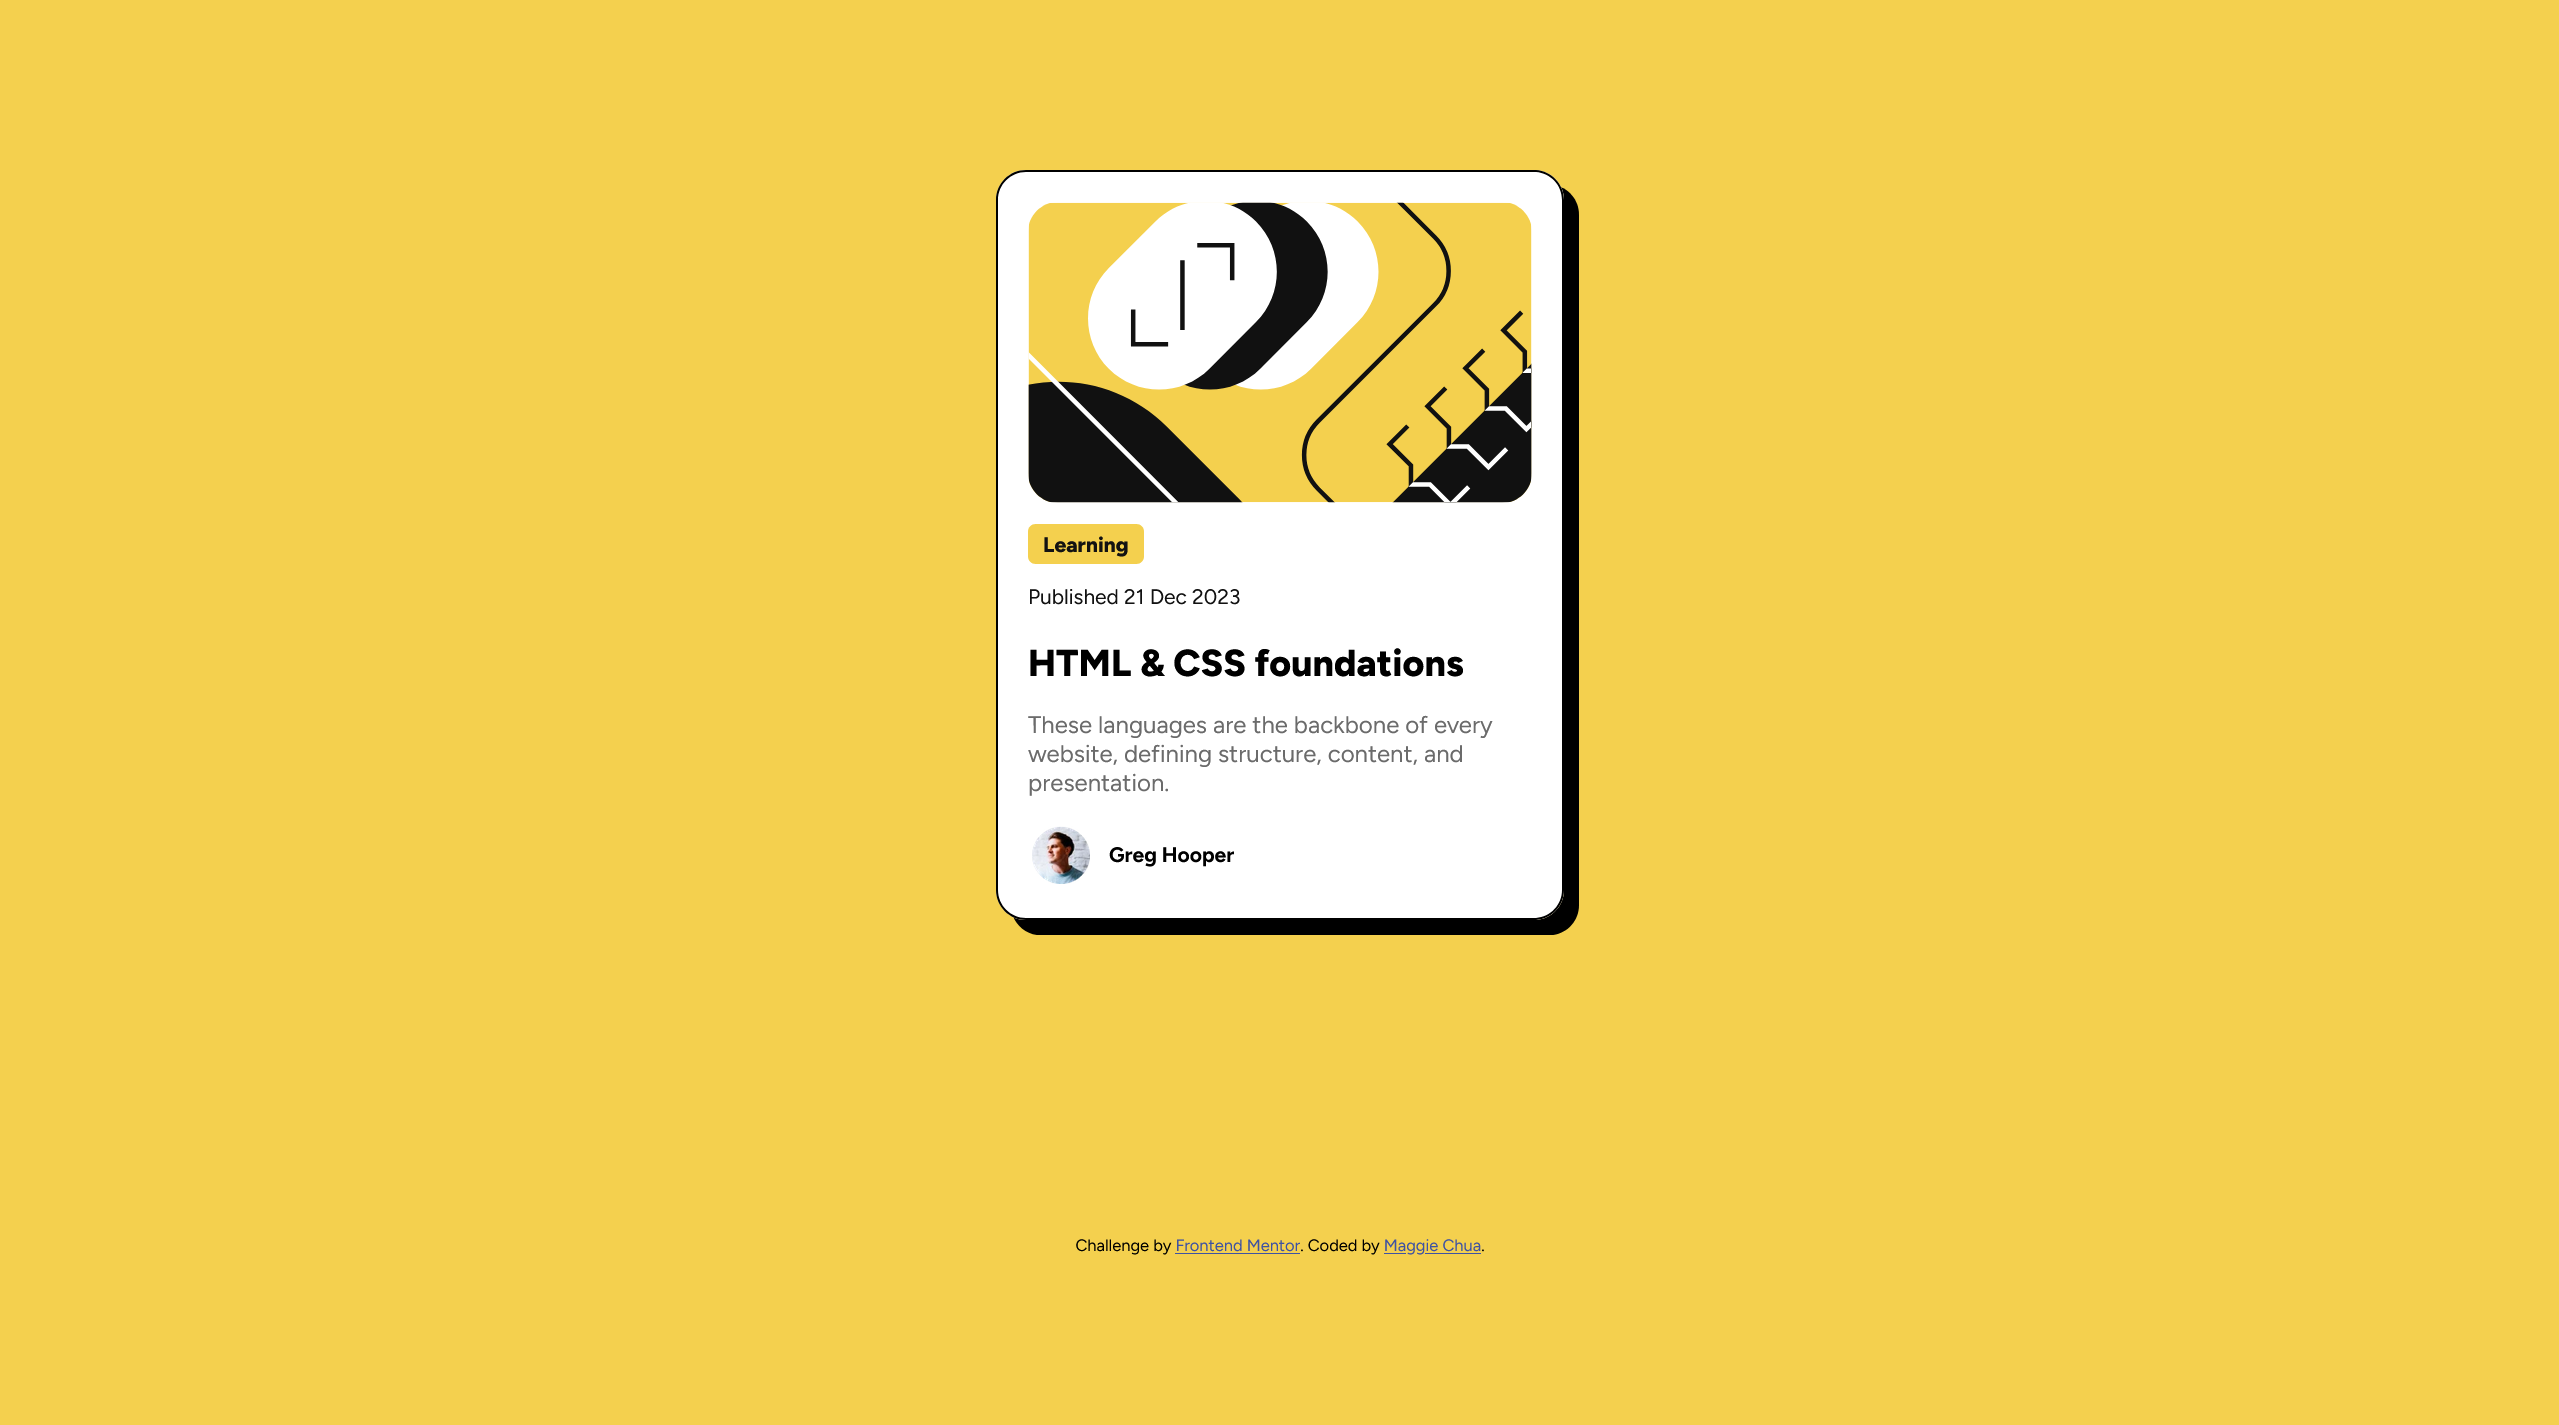 Learning
Published 21 Dec 2023
HTML & CSS foundations
These languages are the backbone of every
website, defining structure, content, and
presentation.
Greg Hooper
Challenge by Frontend Mentor. Coded by Maggie Chua.